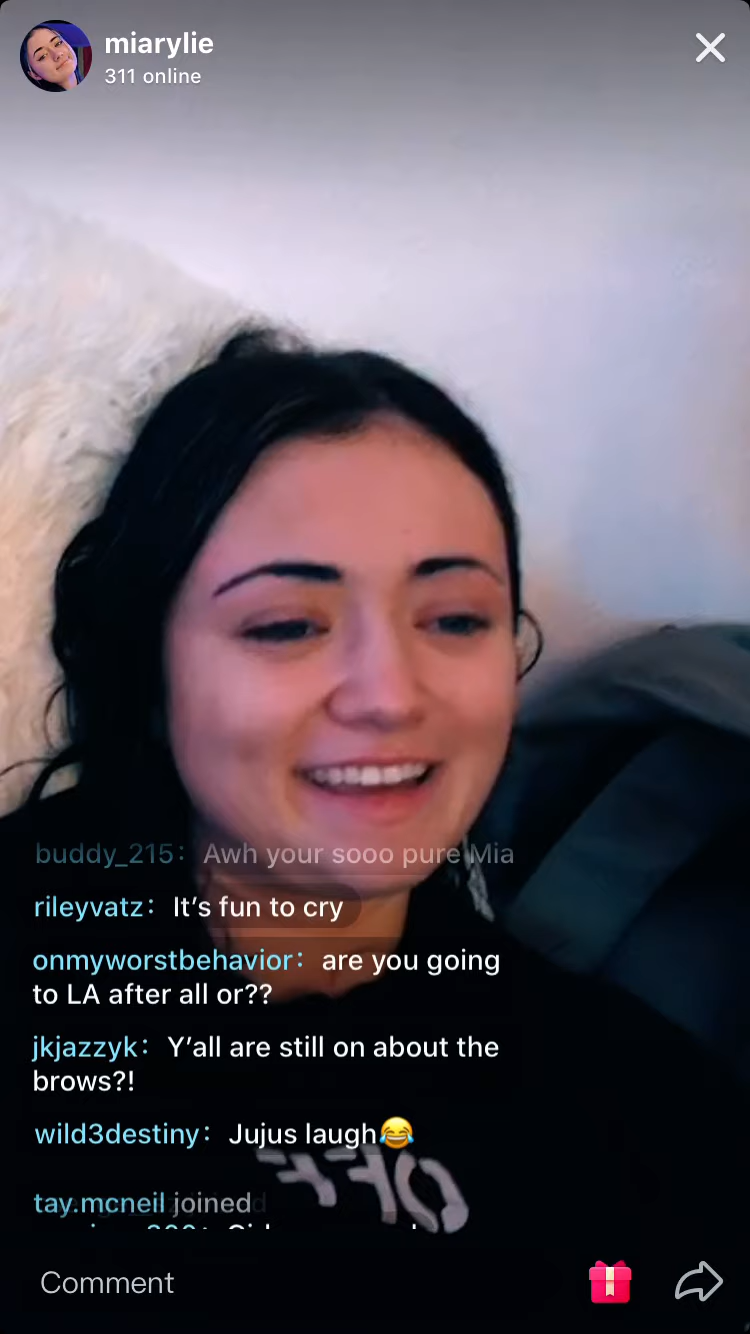 miarylie
311 online
buddy_215: Awh your sooo pure Mia
rileyvatz: It’s fun to cry
onmyworstbehavior: are you going
to LA after all or??
jkjazzyk: Y’all are still on about the
brows?!
wild3destiny: Jujus laugh😂
OFF
tay.mcneil joined
Comment